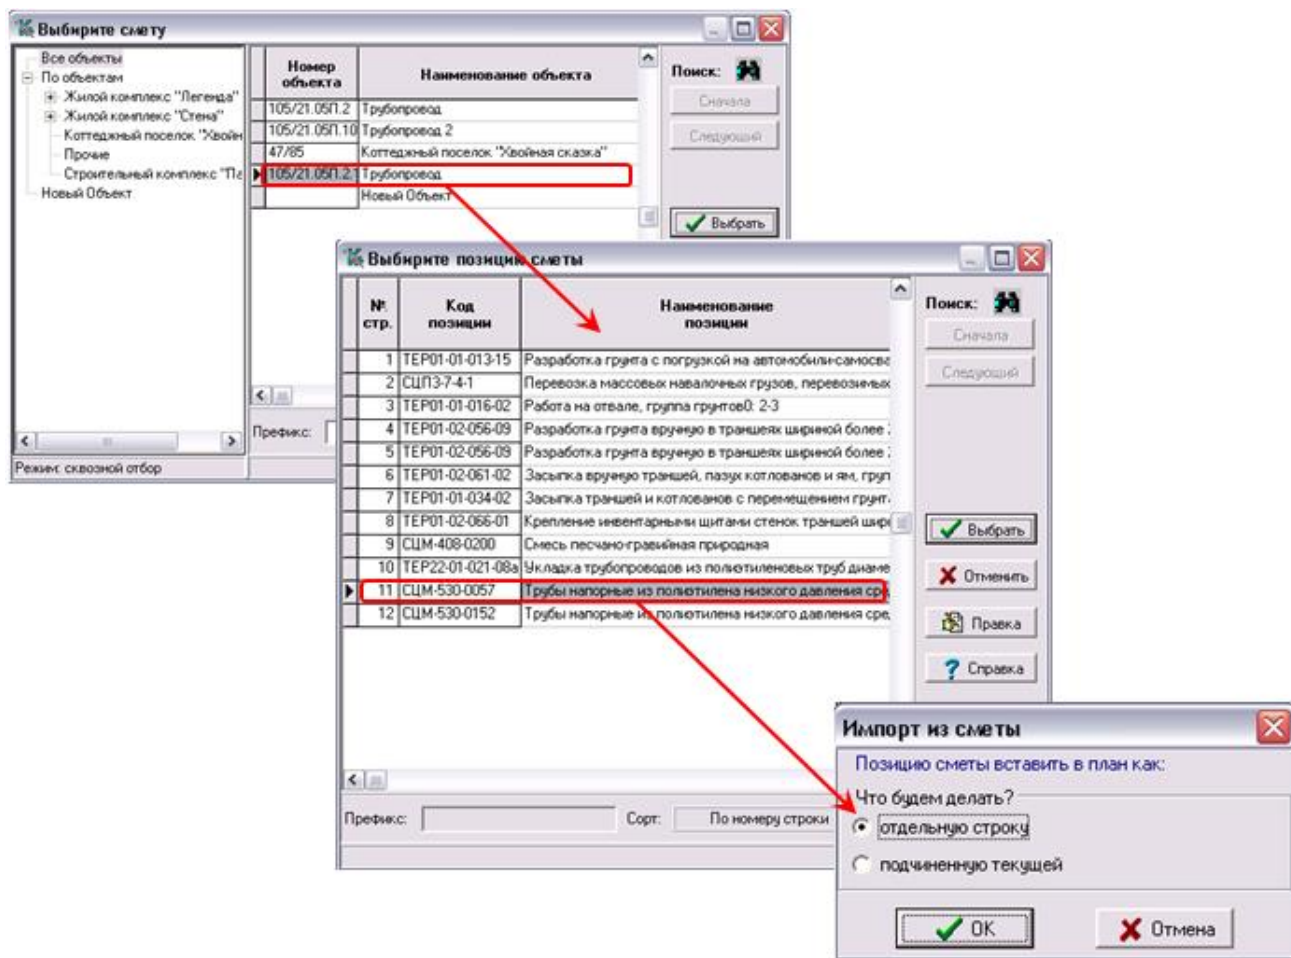 Выбирите смету
Все объекты
По объектам
Жилой комплекс "Легенда"
Жилой комплекс "Стена"
Коттеджный поселок "Хвойн
Прочие
Строительный комплекс "Па
Новый Объект
Режим: сквозной отбор
Номер объекта Наименование объекта
105/21.05П.2 Трубопровод
105/21.05П.10 Трубопровод 2
47/85 Коттеджный поселок "Хвойная сказка"
105/21.05П.2.1 Трубопровод
Новый Объект
Префикс:
Поиск:
Сначала
Следующий
Выбрать
Выбирите позицию сметы
№ стр. Код позиции Наименование позиции
1 ТЕР01-01-013-15 Разработка грунта с погрузкой на автомобили-самосва
2 СЦП3-7-4-1 Перевозка массовых навалочных грузов, перевозимых
3 ТЕР01-01-016-02 Работа на отвале, группа грунтов0: 2-3
4 ТЕР01-02-056-09 Разработка грунта вручную в траншеях шириной более
5 ТЕР01-02-056-09 Разработка грунта вручную в траншеях шириной более
6 ТЕР01-02-061-02 Засыпка вручную траншей, пазух котлованов и ям, груп
7 ТЕР01-01-034-02 Засыпка траншей и котлованов с перемещением грунт
8 ТЕР01-02-066-01 Крепление инвентарными щитами стенок траншей шир
9 СЦМ-408-0200 Смесь песчано-гравийная природная
10 ТЕР22-01-021-08а Укладка трубопроводов из полиэтиленовых труб диаме
11 СЦМ-530-0057 Трубы напорные из полиэтилена низкого давления сре
12 СЦМ-530-0152 Трубы напорные из полиэтилена низкого давления сре
Префикс: Сорт: По номеру строки
Поиск:
Сначала
Следующий
Выбрать
Отменить
Правка
Справка
Импорт из сметы
Позицию сметы вставить в план как:
Что будем делать?
отдельную строку
подчиненную текущей
OK Отмена